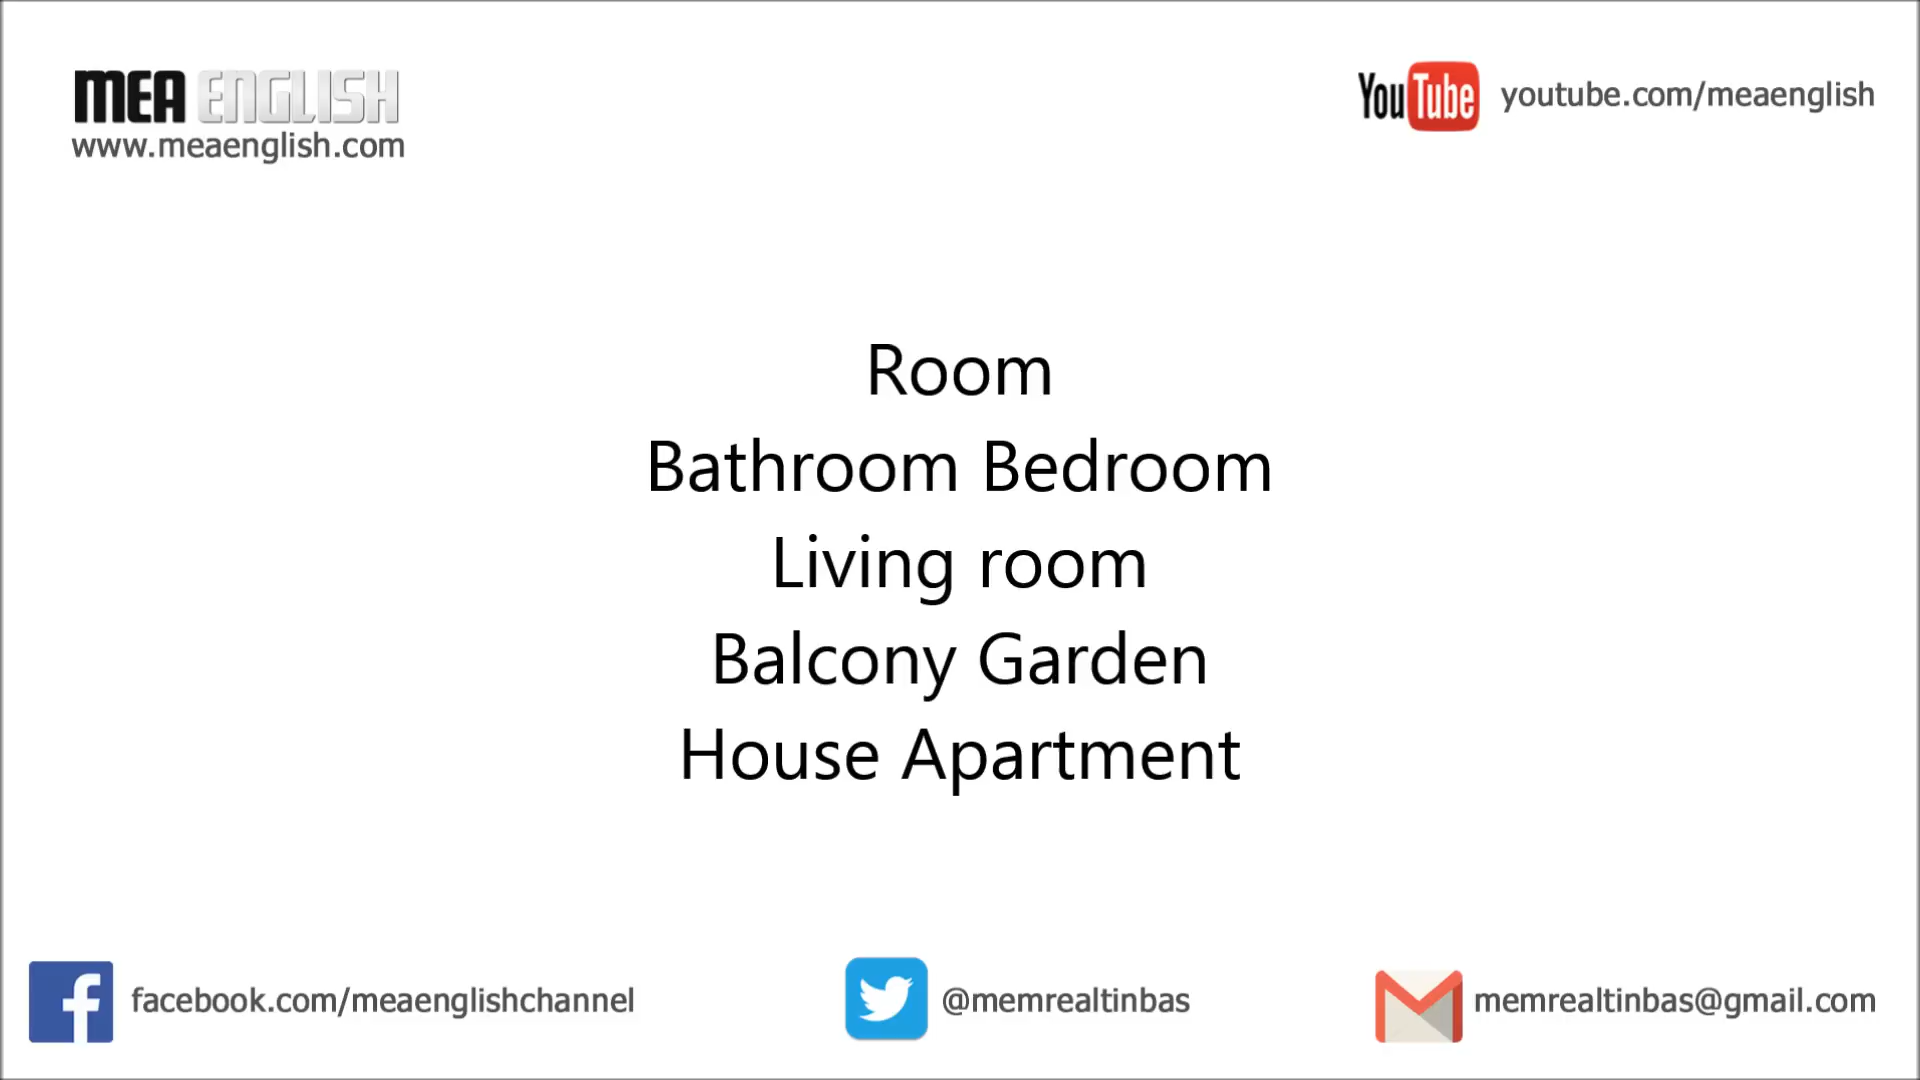 MEA ENGLISH
www.meaenglish.com
YouTube youtube.com/meaenglish
Room
Bathroom Bedroom
Living room
Balcony Garden
House Apartment
facebook.com/meaenglishchannel
@memrealtinbas
memrealtinbas@gmail.com